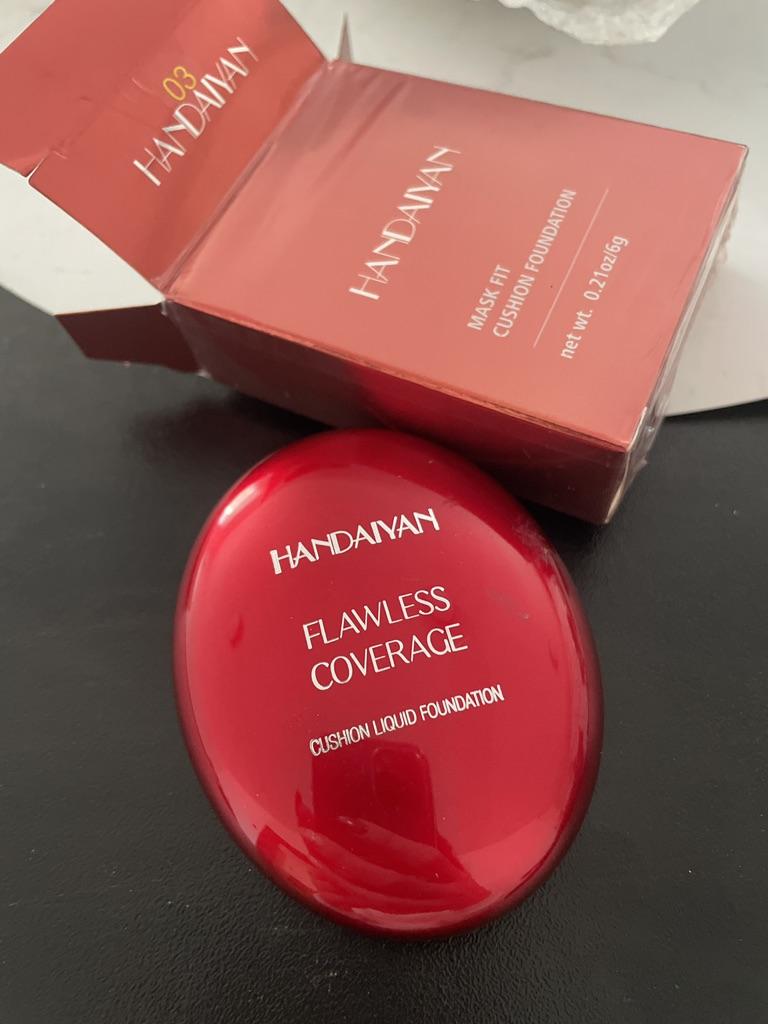 03
HANDAIYAN
HANDAIYAN
MASK FIT
CUSHION FOUNDATION
net wt. 0.21oz/6g
HANDAIYAN
FLAWLESS
COVERAGE
CUSHION LIQUID FOUNDATION